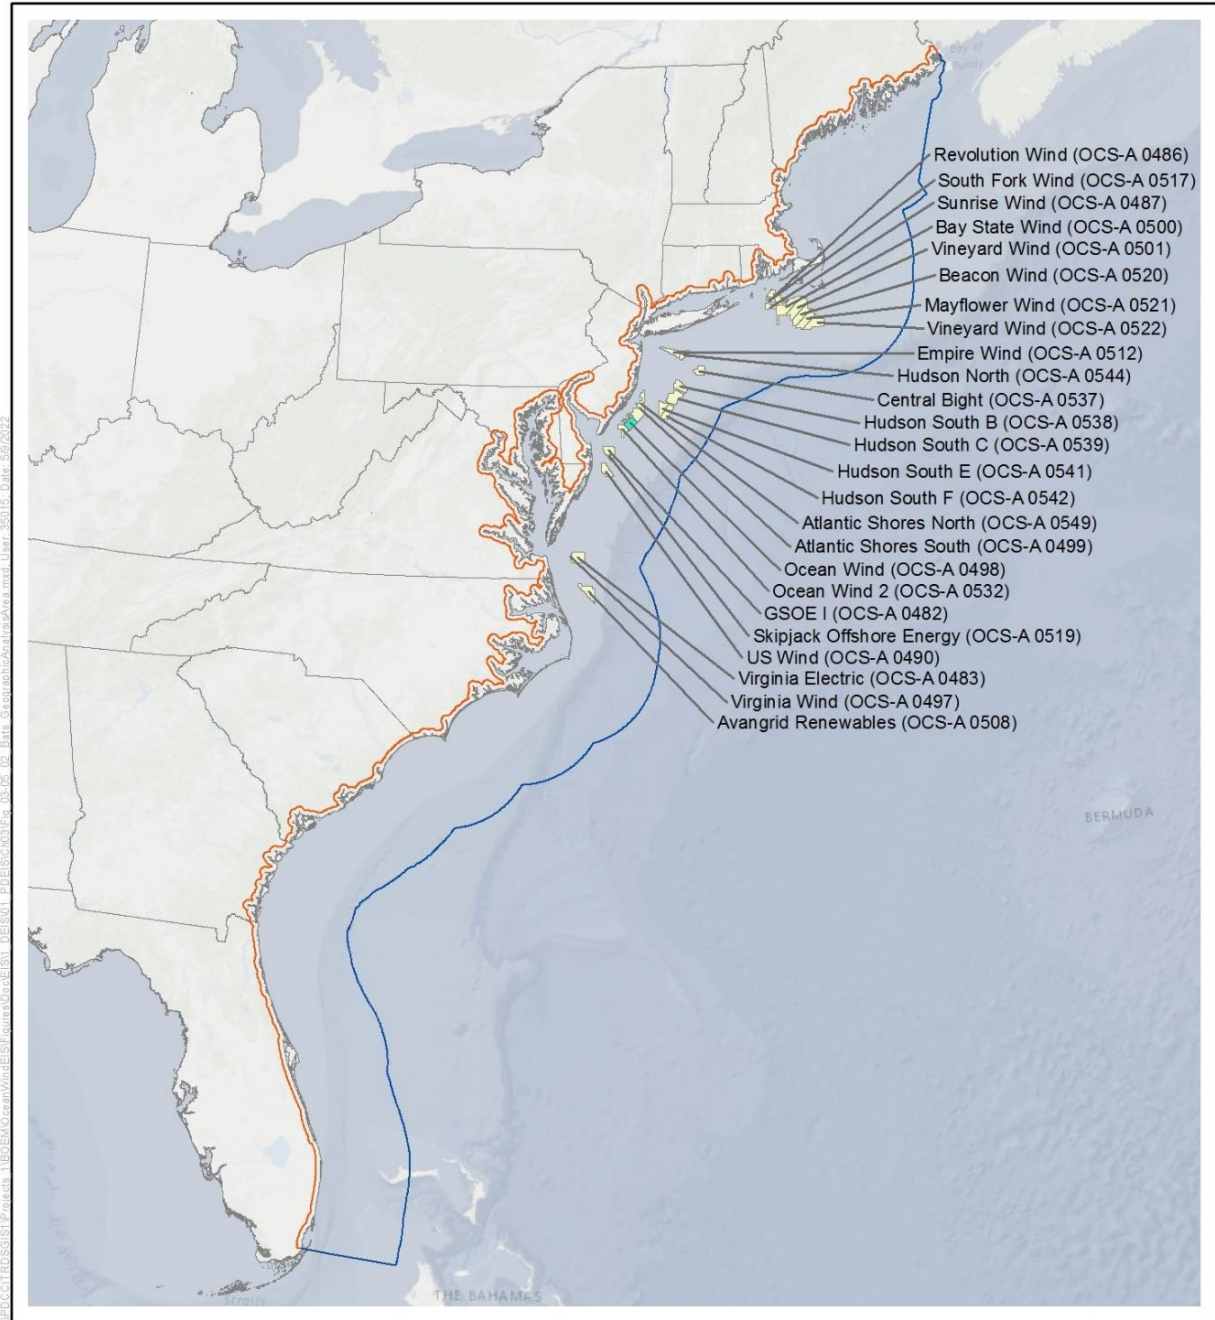 Bay of
Fundy
Revolution Wind (OCS-A 0486)
South Fork Wind (OCS-A 0517)
Sunrise Wind (OCS-A 0487)
Bay State Wind (OCS-A 0500)
Vineyard Wind (OCS-A 0501)
Beacon Wind (OCS-A 0520)
Mayflower Wind (OCS-A 0521)
Vineyard Wind (OCS-A 0522)
Empire Wind (OCS-A 0512)
Hudson North (OCS-A 0544)
Central Bight (OCS-A 0537)
Hudson South B (OCS-A 0538)
Hudson South C (OCS-A 0539)
Hudson South E (OCS-A 0541)
Hudson South F (OCS-A 0542)
Atlantic Shores North (OCS-A 0549)
Atlantic Shores South (OCS-A 0499)
Ocean Wind (OCS-A 0498)
Ocean Wind 2 (OCS-A 0532)
GSOE I (OCS-A 0482)
Skipjack Offshore Energy (OCS-A 0519)
US Wind (OCS-A 0490)
Virginia Electric (OCS-A 0483)
Virginia Wind (OCS-A 0497)
Avangrid Renewables (OCS-A 0508)
BERMUDA
THE BAHAMAS
Straits